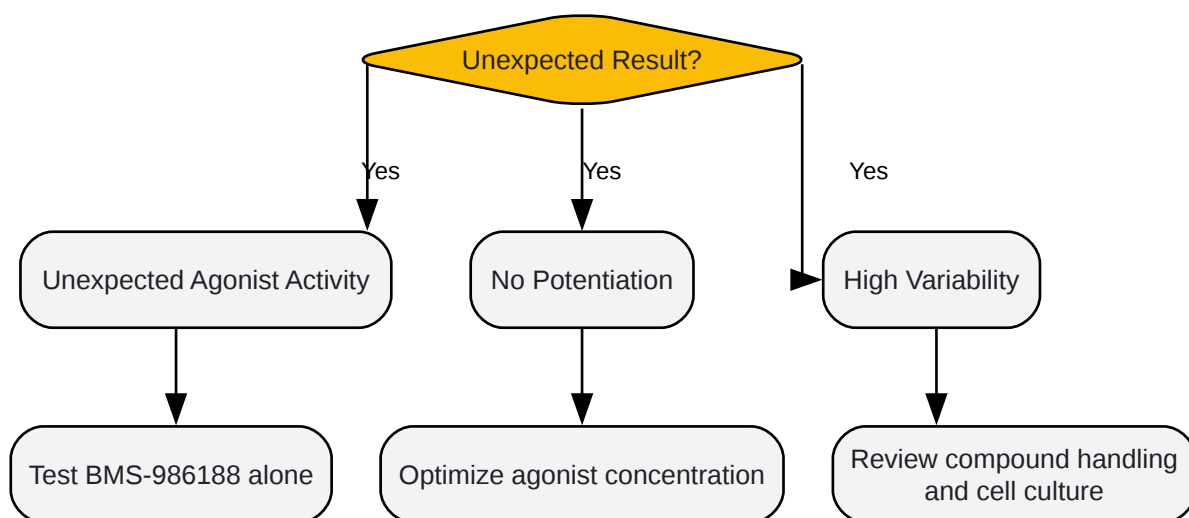 Unexpected Result?
Yes
Yes
Yes
Unexpected Agonist Activity
No Potentiation
High Variability
Test BMS-986188 alone
Optimize agonist concentration
Review compound handling
and cell culture